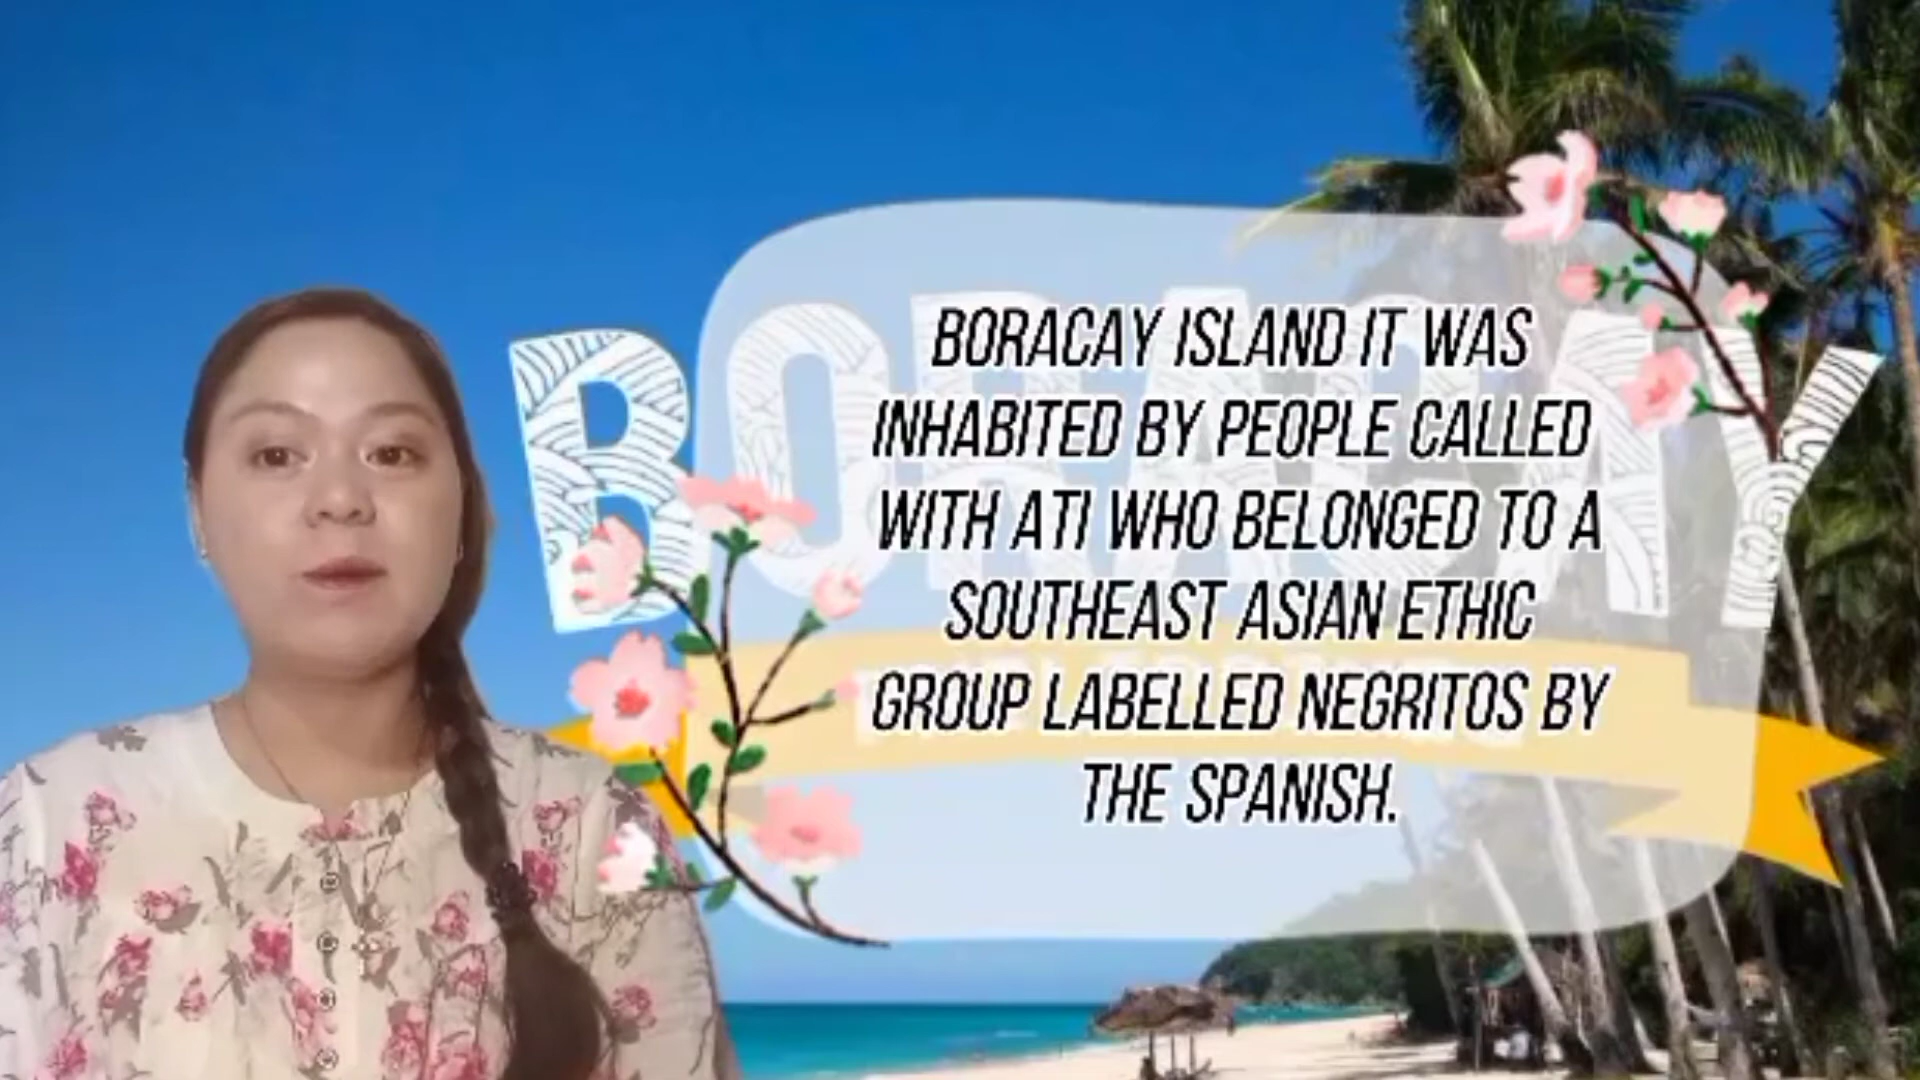 BORACAY
BORACAY ISLAND IT WAS
INHABITED BY PEOPLE CALLED
WITH ATI WHO BELONGED TO A
SOUTHEAST ASIAN ETHIC
GROUP LABELLED NEGRITOS BY
THE SPANISH.